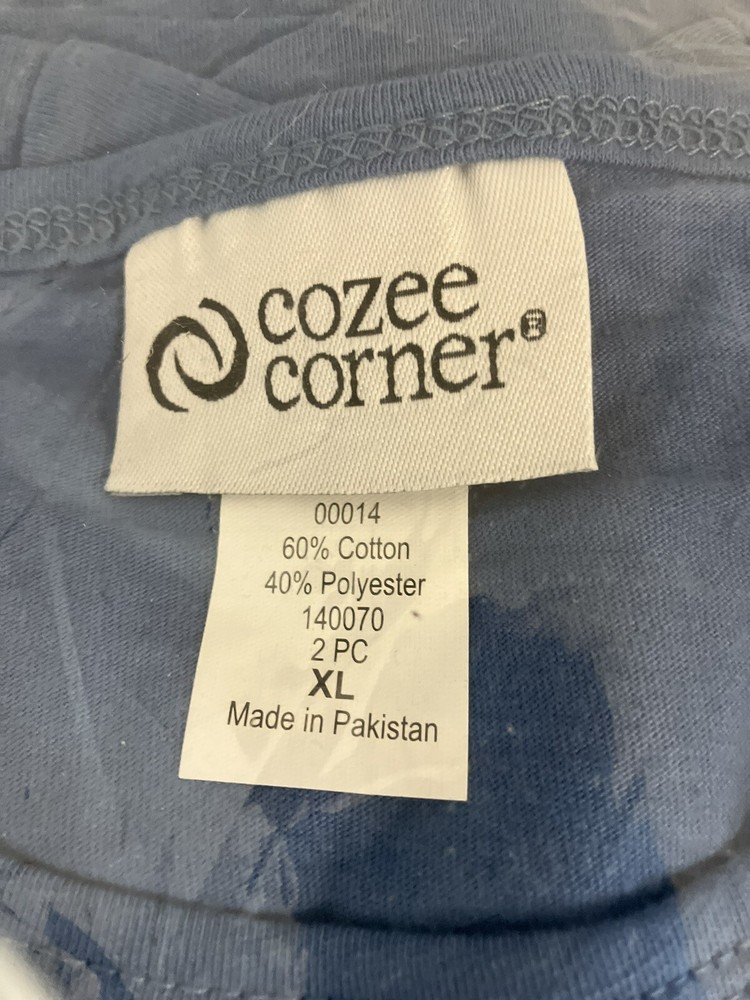 cozee
corner®
00014
60% Cotton
40% Polyester
140070
2 PC
XL
Made in Pakistan